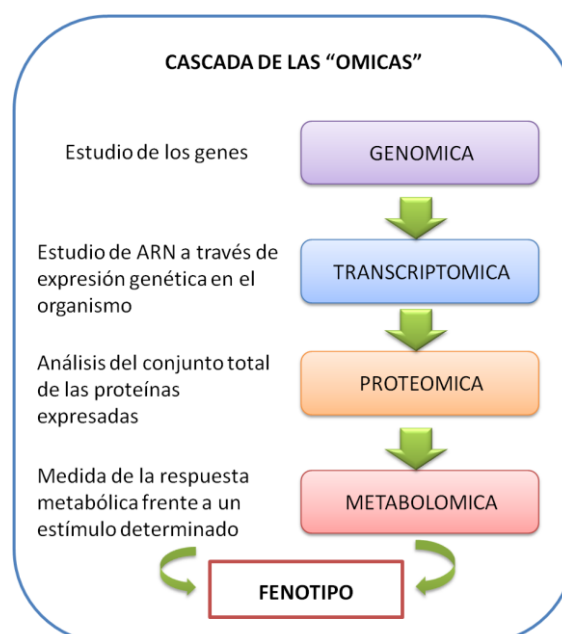 CASCADA DE LAS “OMICAS”
Estudio de los genes
GENOMICA
Estudio de ARN a través de
expresión genética en el
organismo
TRANSCRIPTOMICA
Análisis del conjunto total
de las proteínas
expresadas
PROTEOMICA
Medida de la respuesta
metabólica frente a un
estímulo determinado
METABOLOMICA
FENOTIPO